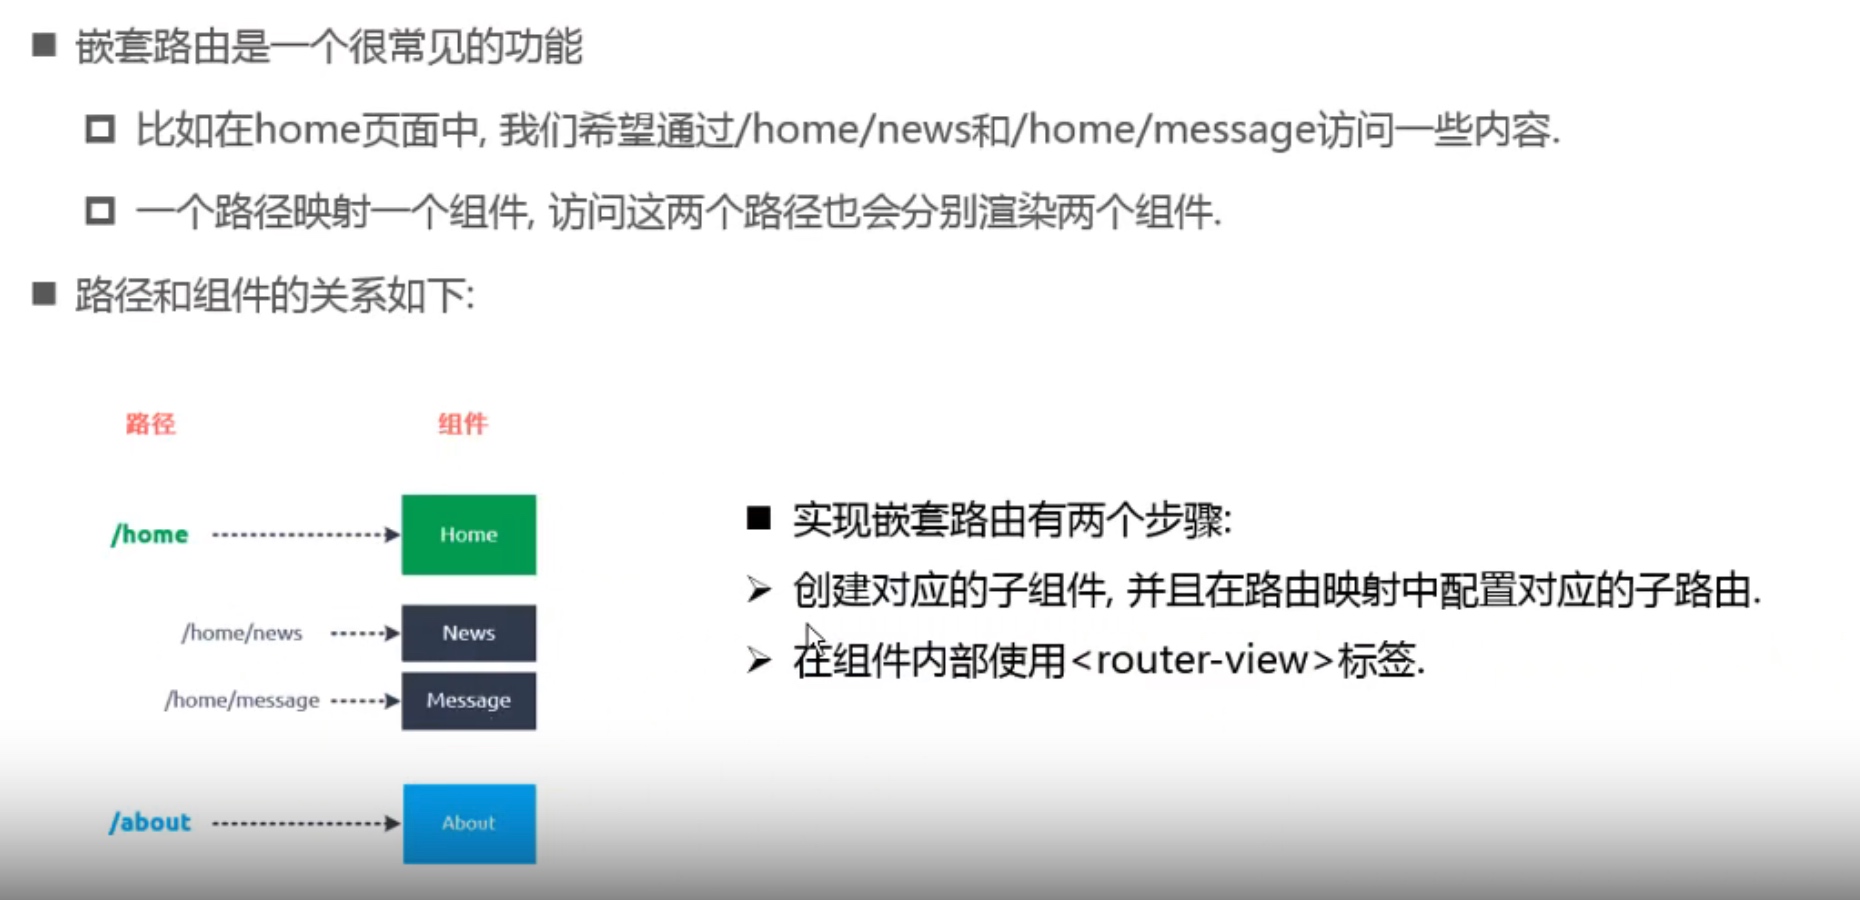 嵌套路由是一个很常见的功能
比如在home页面中, 我们希望通过/home/news和/home/message访问一些内容.
一个路径映射一个组件, 访问这两个路径也会分别渲染两个组件.
路径和组件的关系如下:
路径 组件
/home Home
/home/news News
/home/message Message
/about About
实现嵌套路由有两个步骤:
创建对应的子组件, 并且在路由映射中配置对应的子路由.
在组件内部使用<router-view>标签.